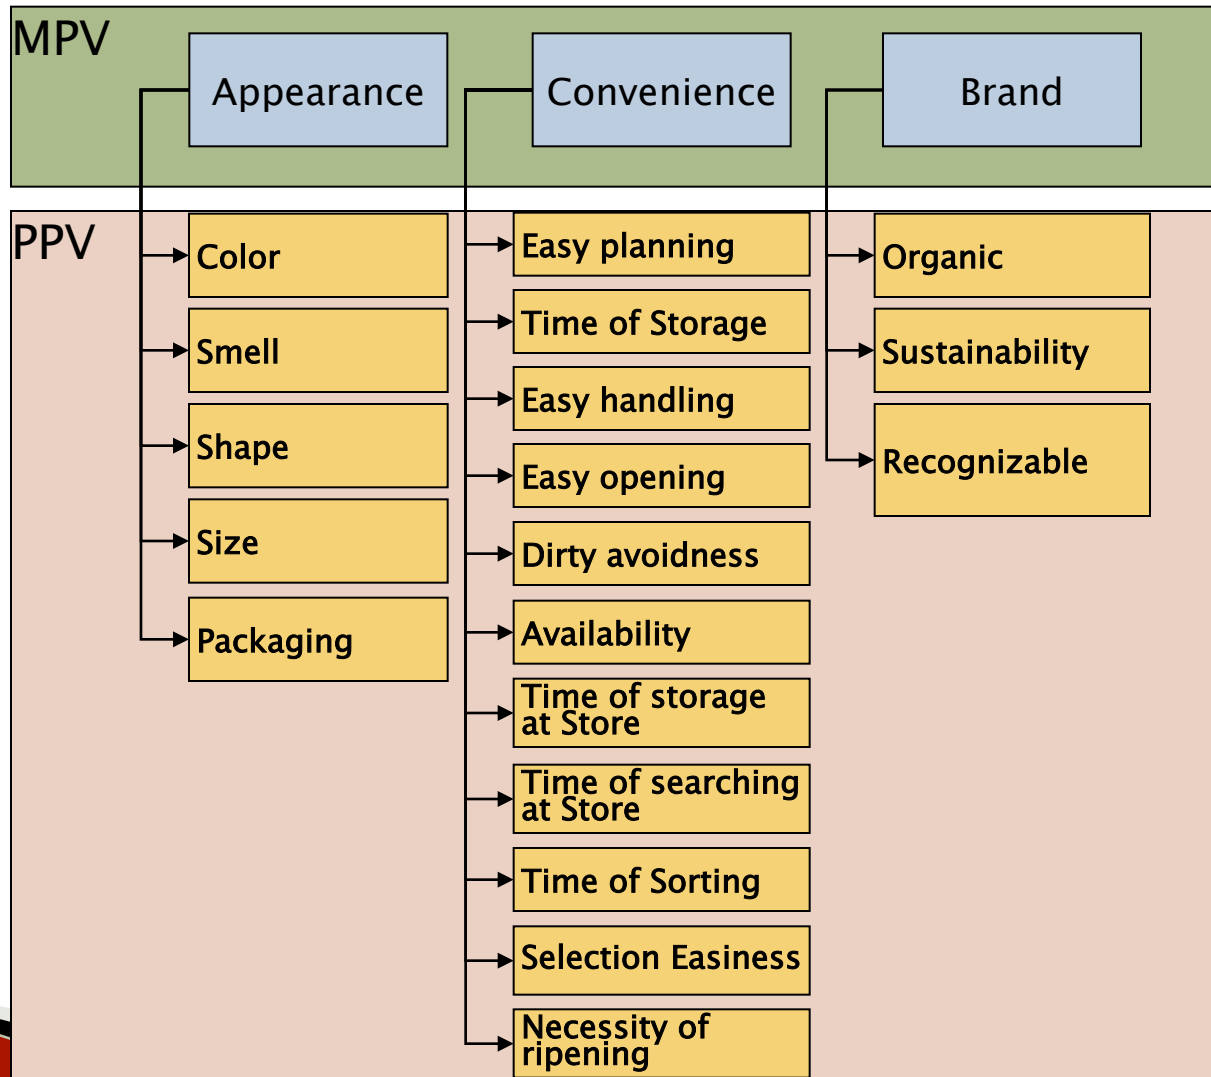 MPV
Appearance
Convenience
Brand
PPV
Color
Smell
Shape
Size
Packaging
Easy planning
Time of Storage
Easy handling
Easy opening
Dirty avoidness
Availability
Time of storage
at Store
Time of searching
at Store
Time of Sorting
Selection Easiness
Necessity of
ripening
Organic
Sustainability
Recognizable